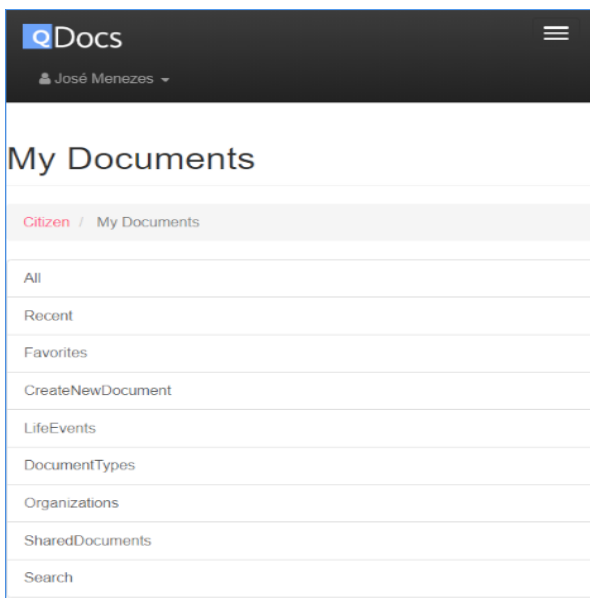 QDocs
José Menezes
My Documents
Citizen / My Documents
All
Recent
Favorites
CreateNewDocument
LifeEvents
DocumentTypes
Organizations
SharedDocuments
Search